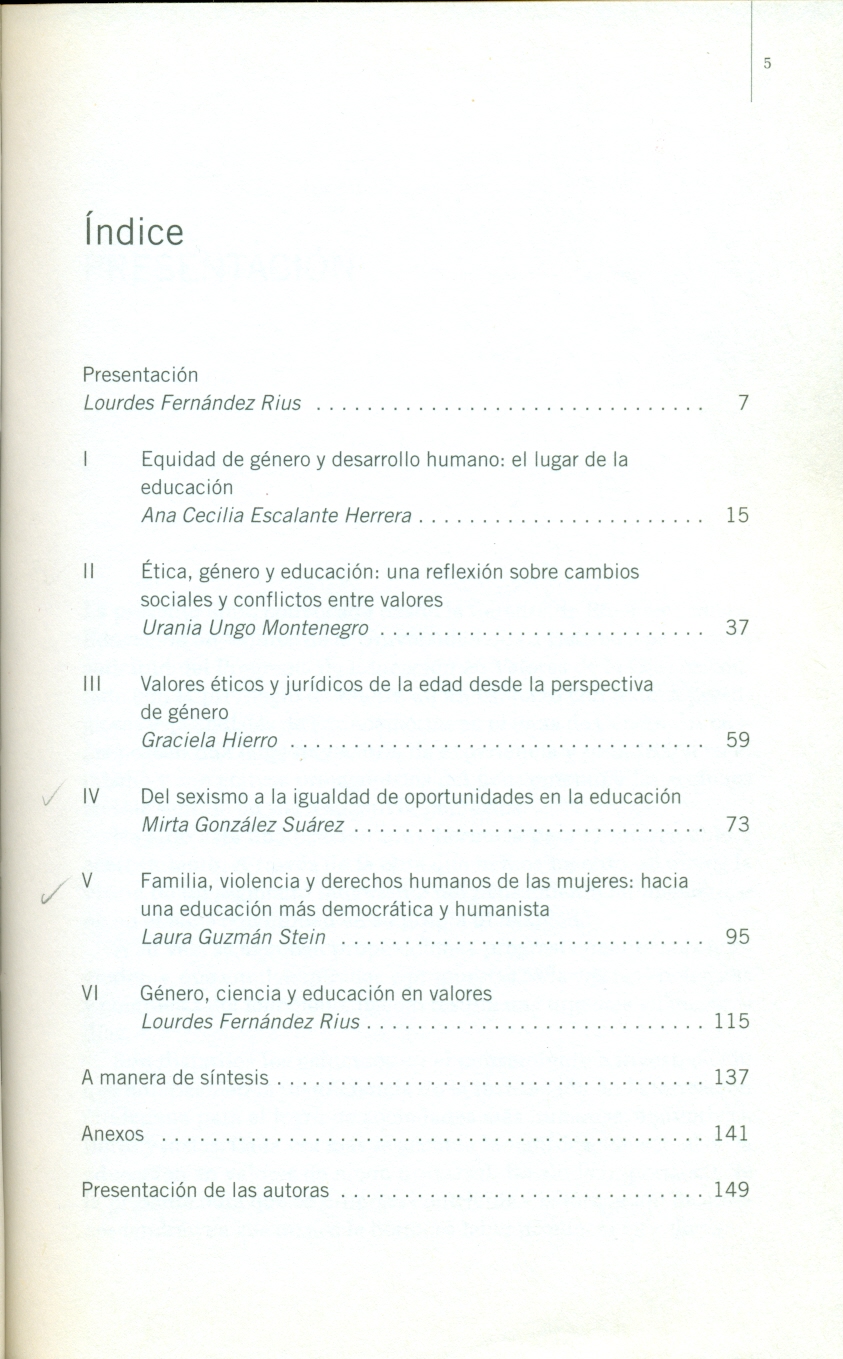 5
Índice
Presentación
Lourdes Fernández Rius . . . . . . . . . . . . . . . . . . . . . . . . . . . . . . . 7
I Equidad de género y desarrollo humano: el lugar de la
educación
Ana Cecilia Escalante Herrera . . . . . . . . . . . . . . . . . . . . . . . 15
II Ética, género y educación: una reflexión sobre cambios
sociales y conflictos entre valores
Urania Ungo Montenegro . . . . . . . . . . . . . . . . . . . . . . . . . . 37
III Valores éticos y jurídicos de la edad desde la perspectiva
de género
Graciela Hierro . . . . . . . . . . . . . . . . . . . . . . . . . . . . . . . . . 59
IV Del sexismo a la igualdad de oportunidades en la educación
Mirta González Suárez . . . . . . . . . . . . . . . . . . . . . . . . . . . . 73
V Familia, violencia y derechos humanos de las mujeres: hacia
una educación más democrática y humanista
Laura Guzmán Stein . . . . . . . . . . . . . . . . . . . . . . . . . . . . . 95
VI Género, ciencia y educación en valores
Lourdes Fernández Rius . . . . . . . . . . . . . . . . . . . . . . . . . . . 115
A manera de síntesis . . . . . . . . . . . . . . . . . . . . . . . . . . . . . . . . . . 137
Anexos . . . . . . . . . . . . . . . . . . . . . . . . . . . . . . . . . . . . . . . . . . . 141
Presentación de las autoras . . . . . . . . . . . . . . . . . . . . . . . . . . . . . 149